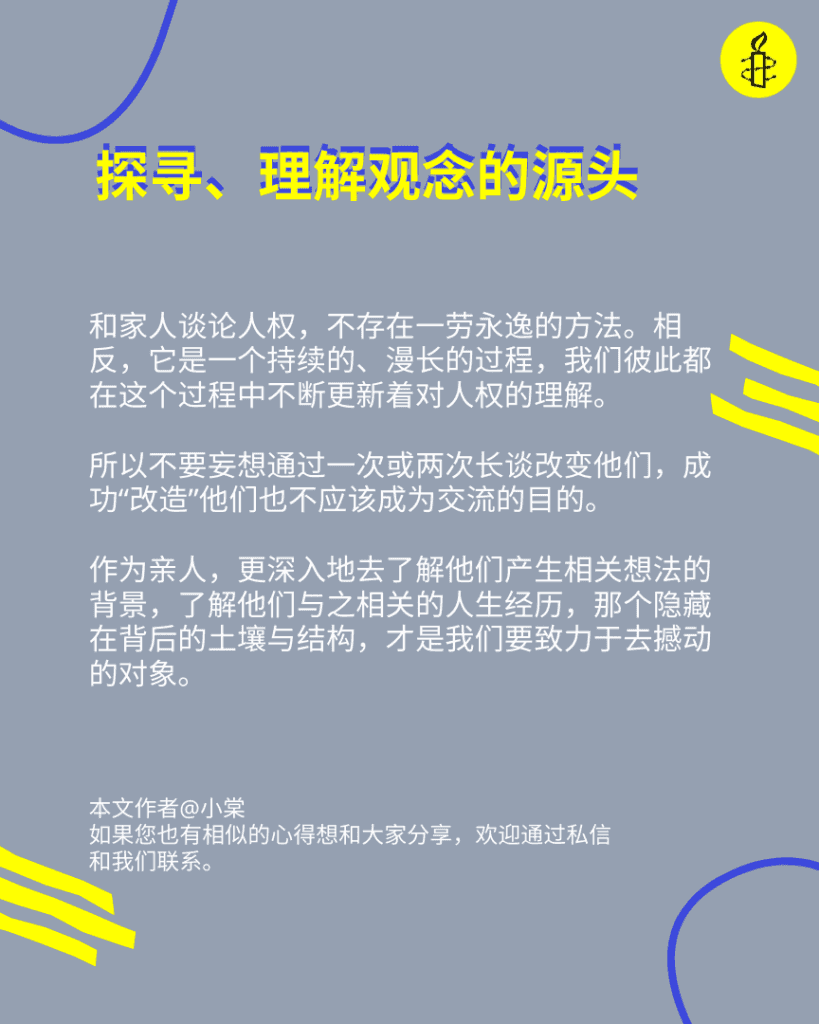 探寻、理解观念的源头
和家人谈论人权，不存在一劳永逸的方法。相
反，它是一个持续的、漫长的过程，我们彼此都
在这个过程中不断更新着对人权的理解。
所以不要妄想通过一次或两次长谈改变他们，成
功“改造”他们也不应该成为交流的目的。
作为亲人，更深入地去了解他们产生相关想法的
背景，了解他们与之相关的人生经历，那个隐藏
在背后的土壤与结构，才是我们要致力于去撼动
的对象。
本文作者@小棠
如果您也有相似的心得想和大家分享，欢迎通过私信
和我们联系。